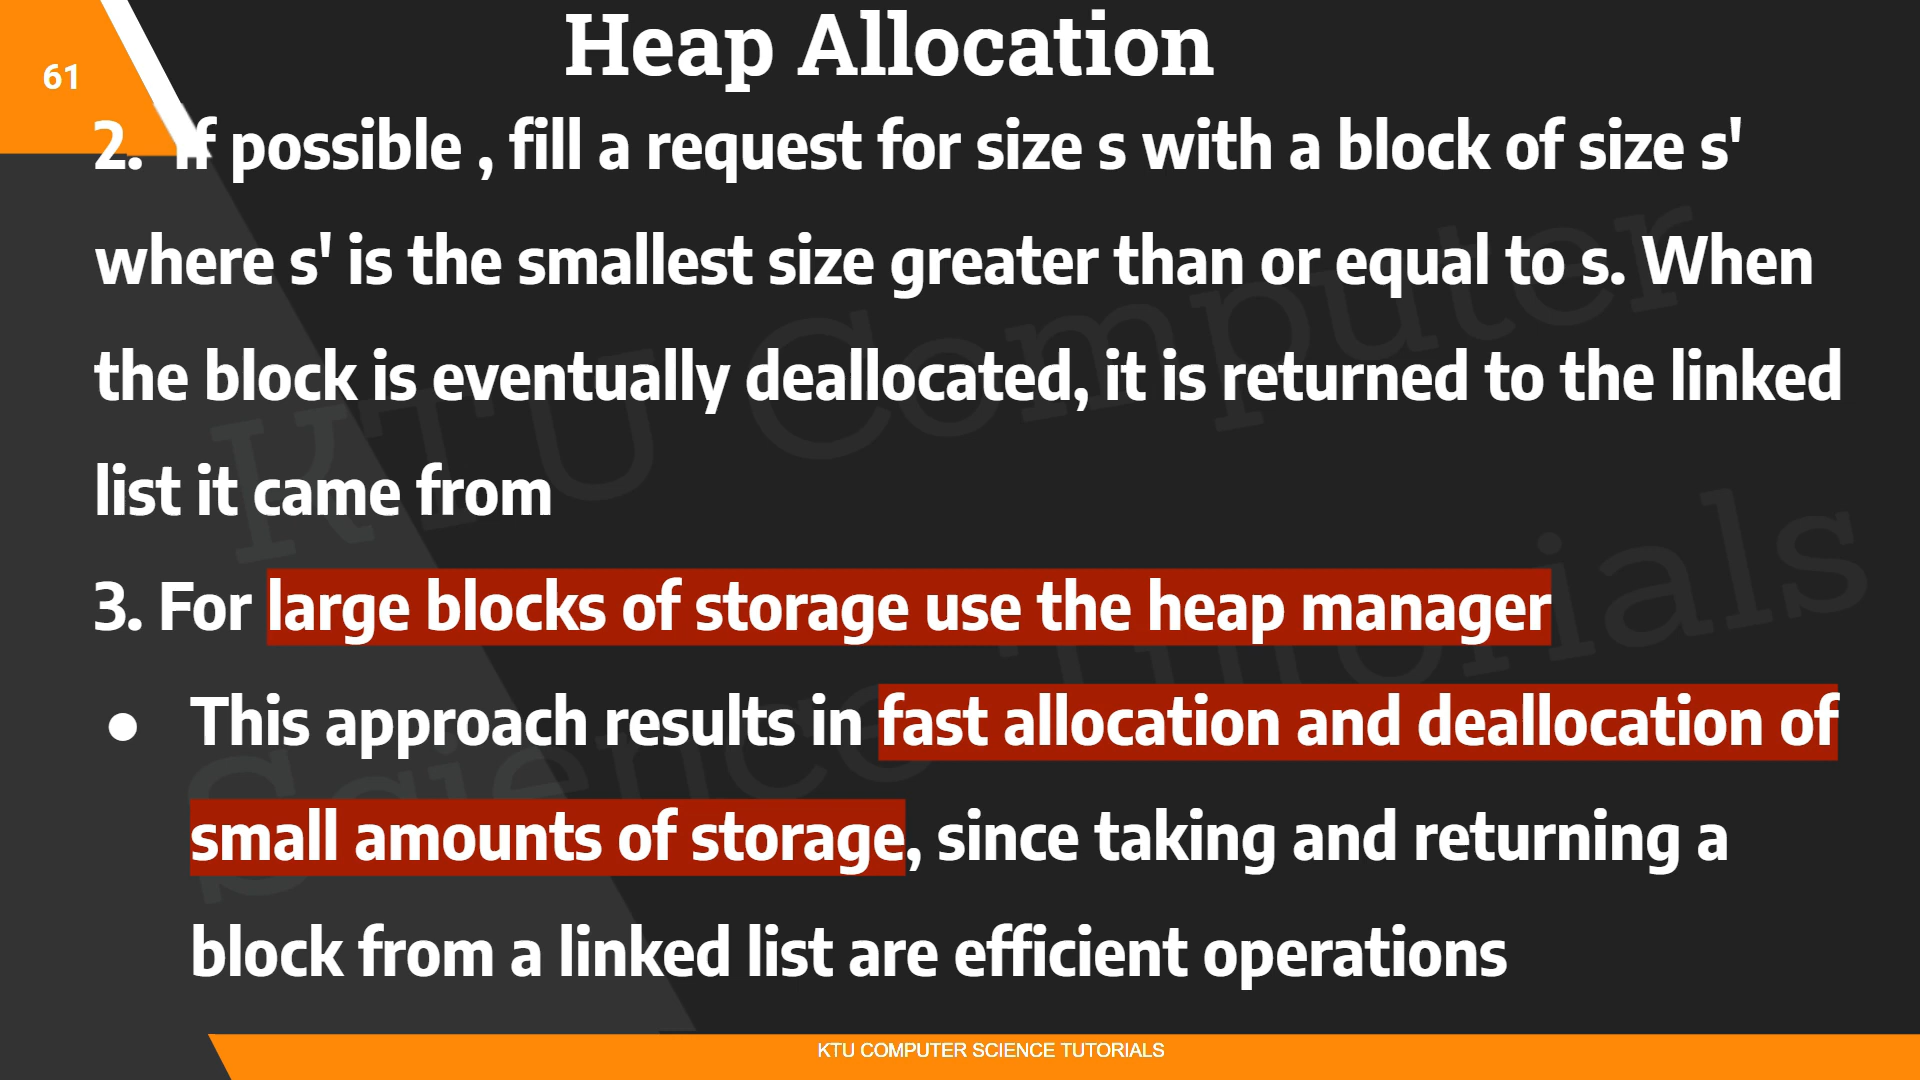 Heap Allocation
61
2. If possible , fill a request for size s with a block of size s'
where s' is the smallest size greater than or equal to s. When
the block is eventually deallocated, it is returned to the linked
list it came from
3. For large blocks of storage use the heap manager
● This approach results in fast allocation and deallocation of
small amounts of storage, since taking and returning a
block from a linked list are efficient operations
KTU Computer
Science Tutorials
KTU COMPUTER SCIENCE TUTORIALS